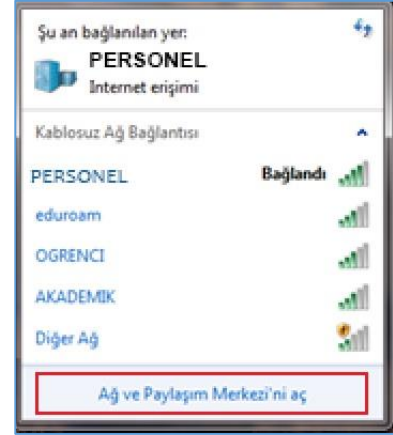 Şu an bağlanılan yer:
PERSONEL
Internet erişimi
Kablosuz Ağ Bağlantısı
PERSONEL Bağlandı
eduroam
OGRENCI
AKADEMIK
Diğer Ağ
Ağ ve Paylaşım Merkezi'ni aç